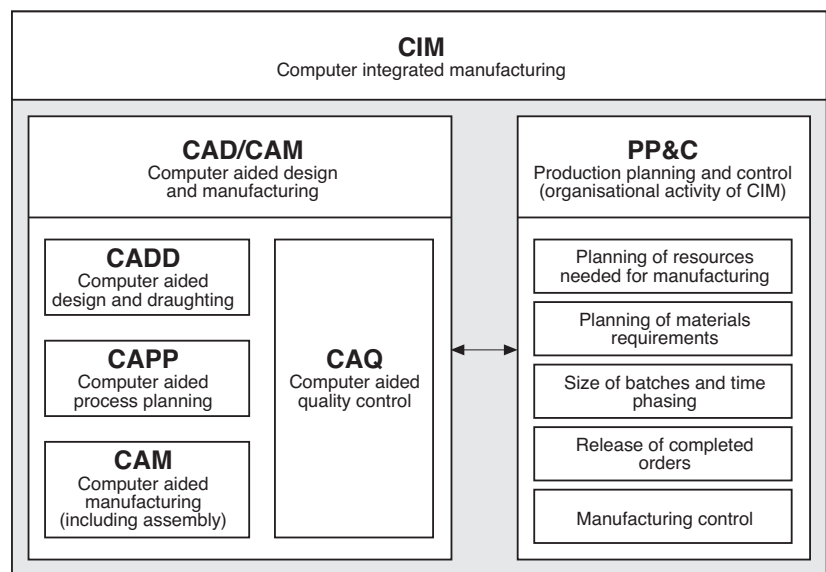 CIM
Computer integrated manufacturing
CAD/CAM
Computer aided design
and manufacturing
CADD
Computer aided
design and draughting
CAPP
Computer aided
process planning
CAM
Computer aided
manufacturing
(including assembly)
CAQ
Computer aided
quality control
PP&C
Production planning and control
(organisational activity of CIM)
Planning of resources
needed for manufacturing
Planning of materials
requirements
Size of batches and time
phasing
Release of completed
orders
Manufacturing control